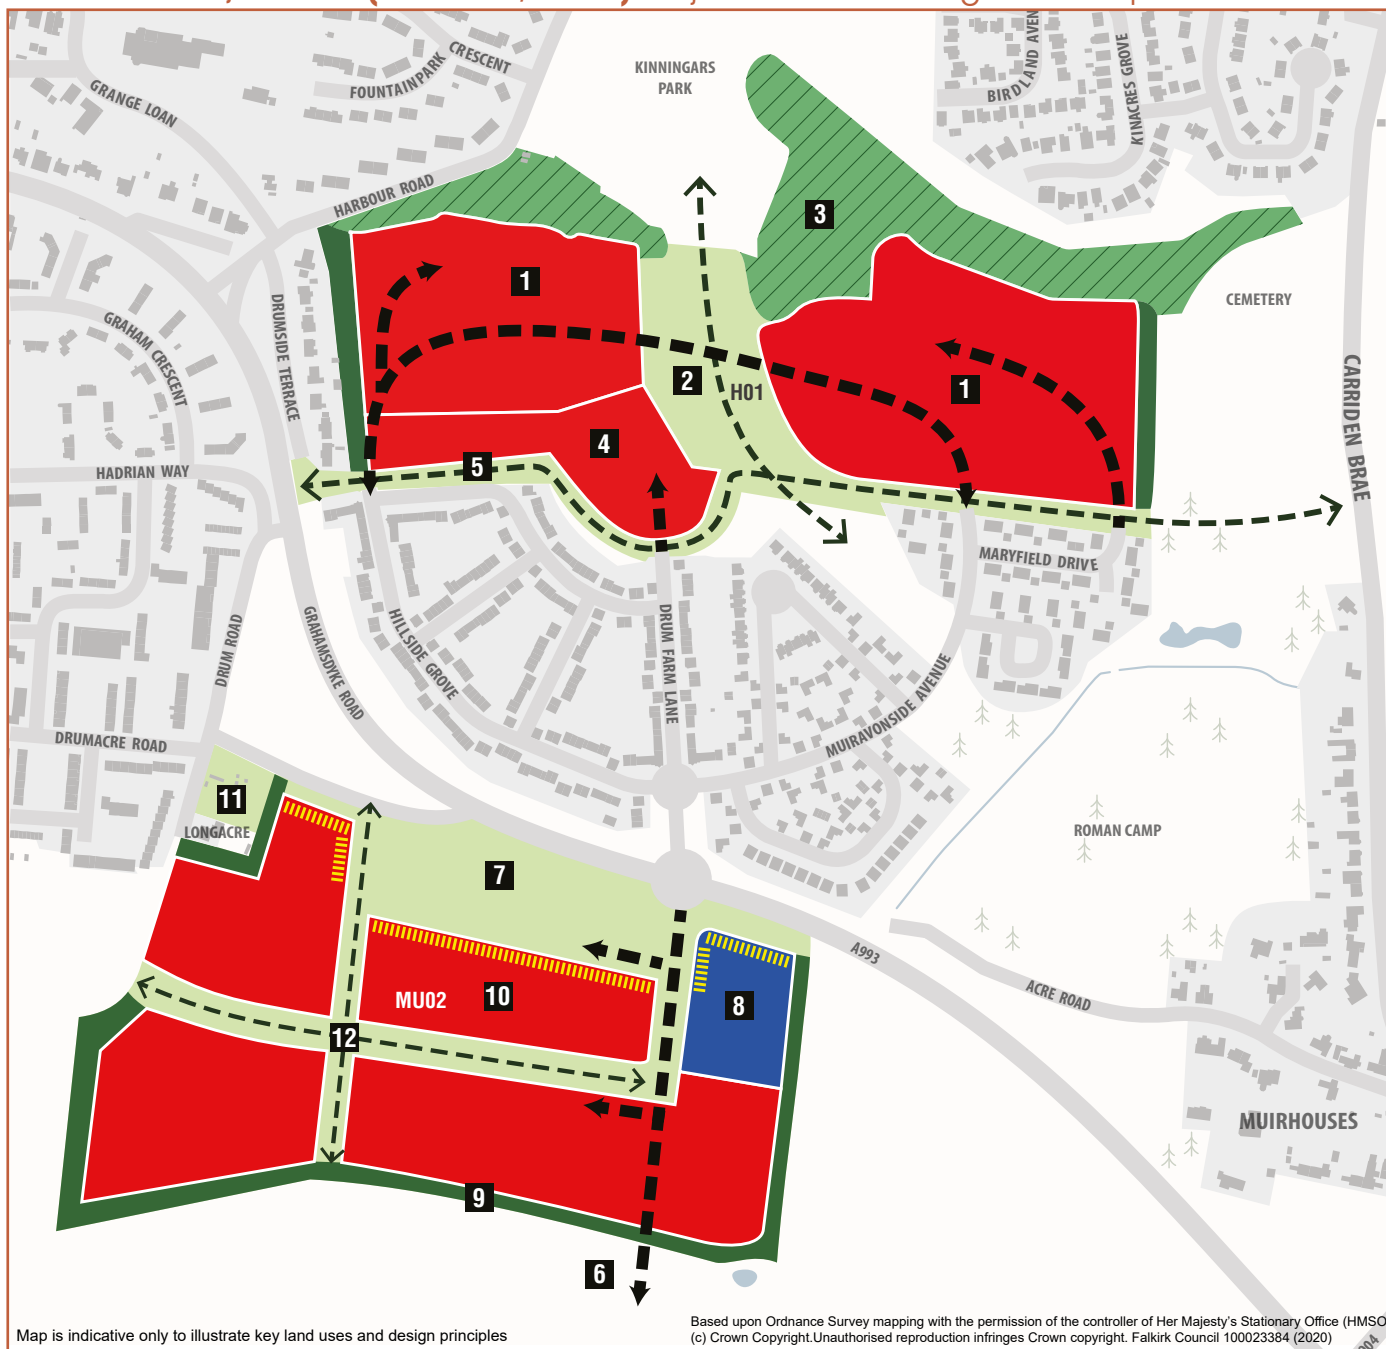 KINNINGARS
PARK
CRESCENT
FOUNTAINPARK
GRANGE LOAN
BIRDLAND AVEN
KINACRES GROVE
HARBOUR ROAD
3
1
CEMETERY
DRUMSIDE TERRACE
GRAHAM CRESCENT
2
H01
1
CARRIDEN BRAE
4
HADRIAN WAY
5
MARYFIELD DRIVE
DRUM ROAD
GRAHAMSDYKE ROAD
HILLSIDE GROVE
DRUM FARM LANE
MUIRAVONSIDE AVENUE
DRUMACRE ROAD
11
LONGACRE
ROMAN CAMP
7
A993
MU02
10
8
ACRE ROAD
12
MUIRHOUSES
9
6
Map is indicative only to illustrate key land uses and design principles
Based upon Ordnance Survey mapping with the permission of the controller of Her Majesty's Stationary Office (HMSO
(c) Crown Copyright.Unauthorised reproduction infringes Crown copyright. Falkirk Council 100023384 (2020)